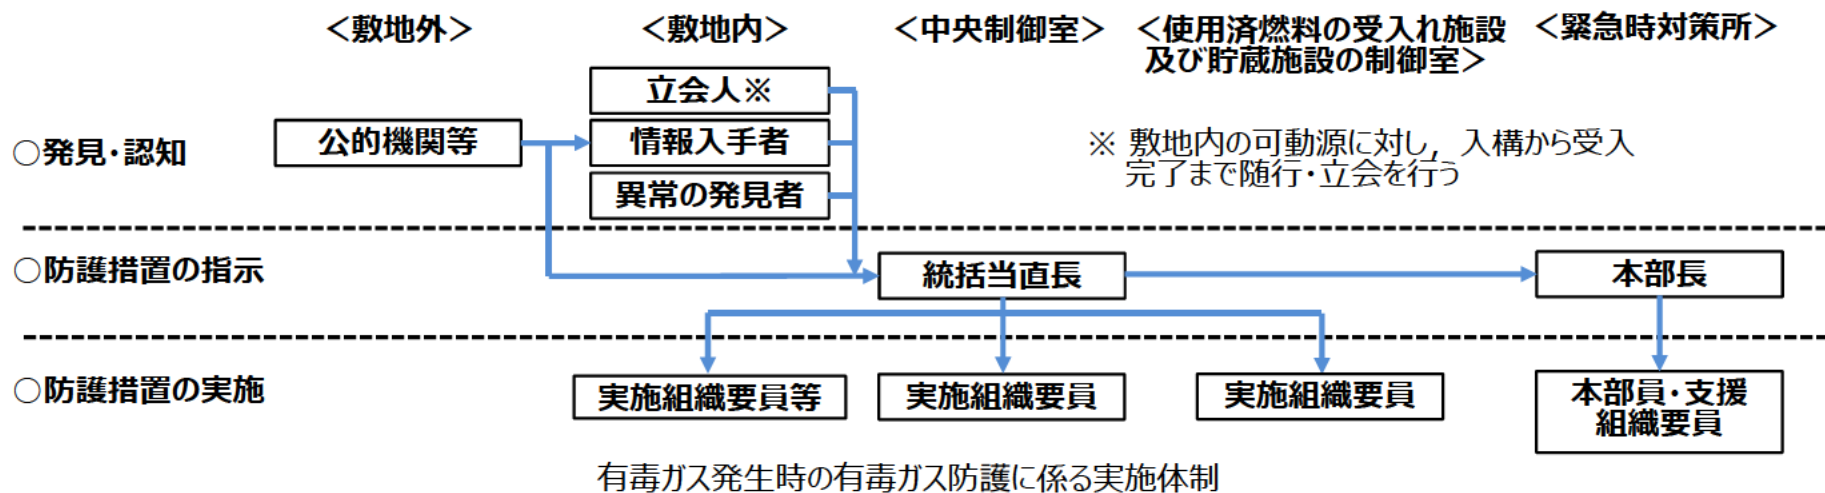 ＜敷地外＞
＜敷地内＞
＜中央制御室＞
＜使用済燃料の受入れ施設
及び貯蔵施設の制御室＞
＜緊急時対策所＞
○発見・認知
公的機関等
立会人※
情報入手者
異常の発見者
※ 敷地内の可動源に対し，入構から受入
完了まで随行・立会を行う
○防護措置の指示
統括当直長
本部長
○防護措置の実施
実施組織要員等
実施組織要員
実施組織要員
本部員・支援
組織要員
有毒ガス発生時の有毒ガス防護に係る実施体制